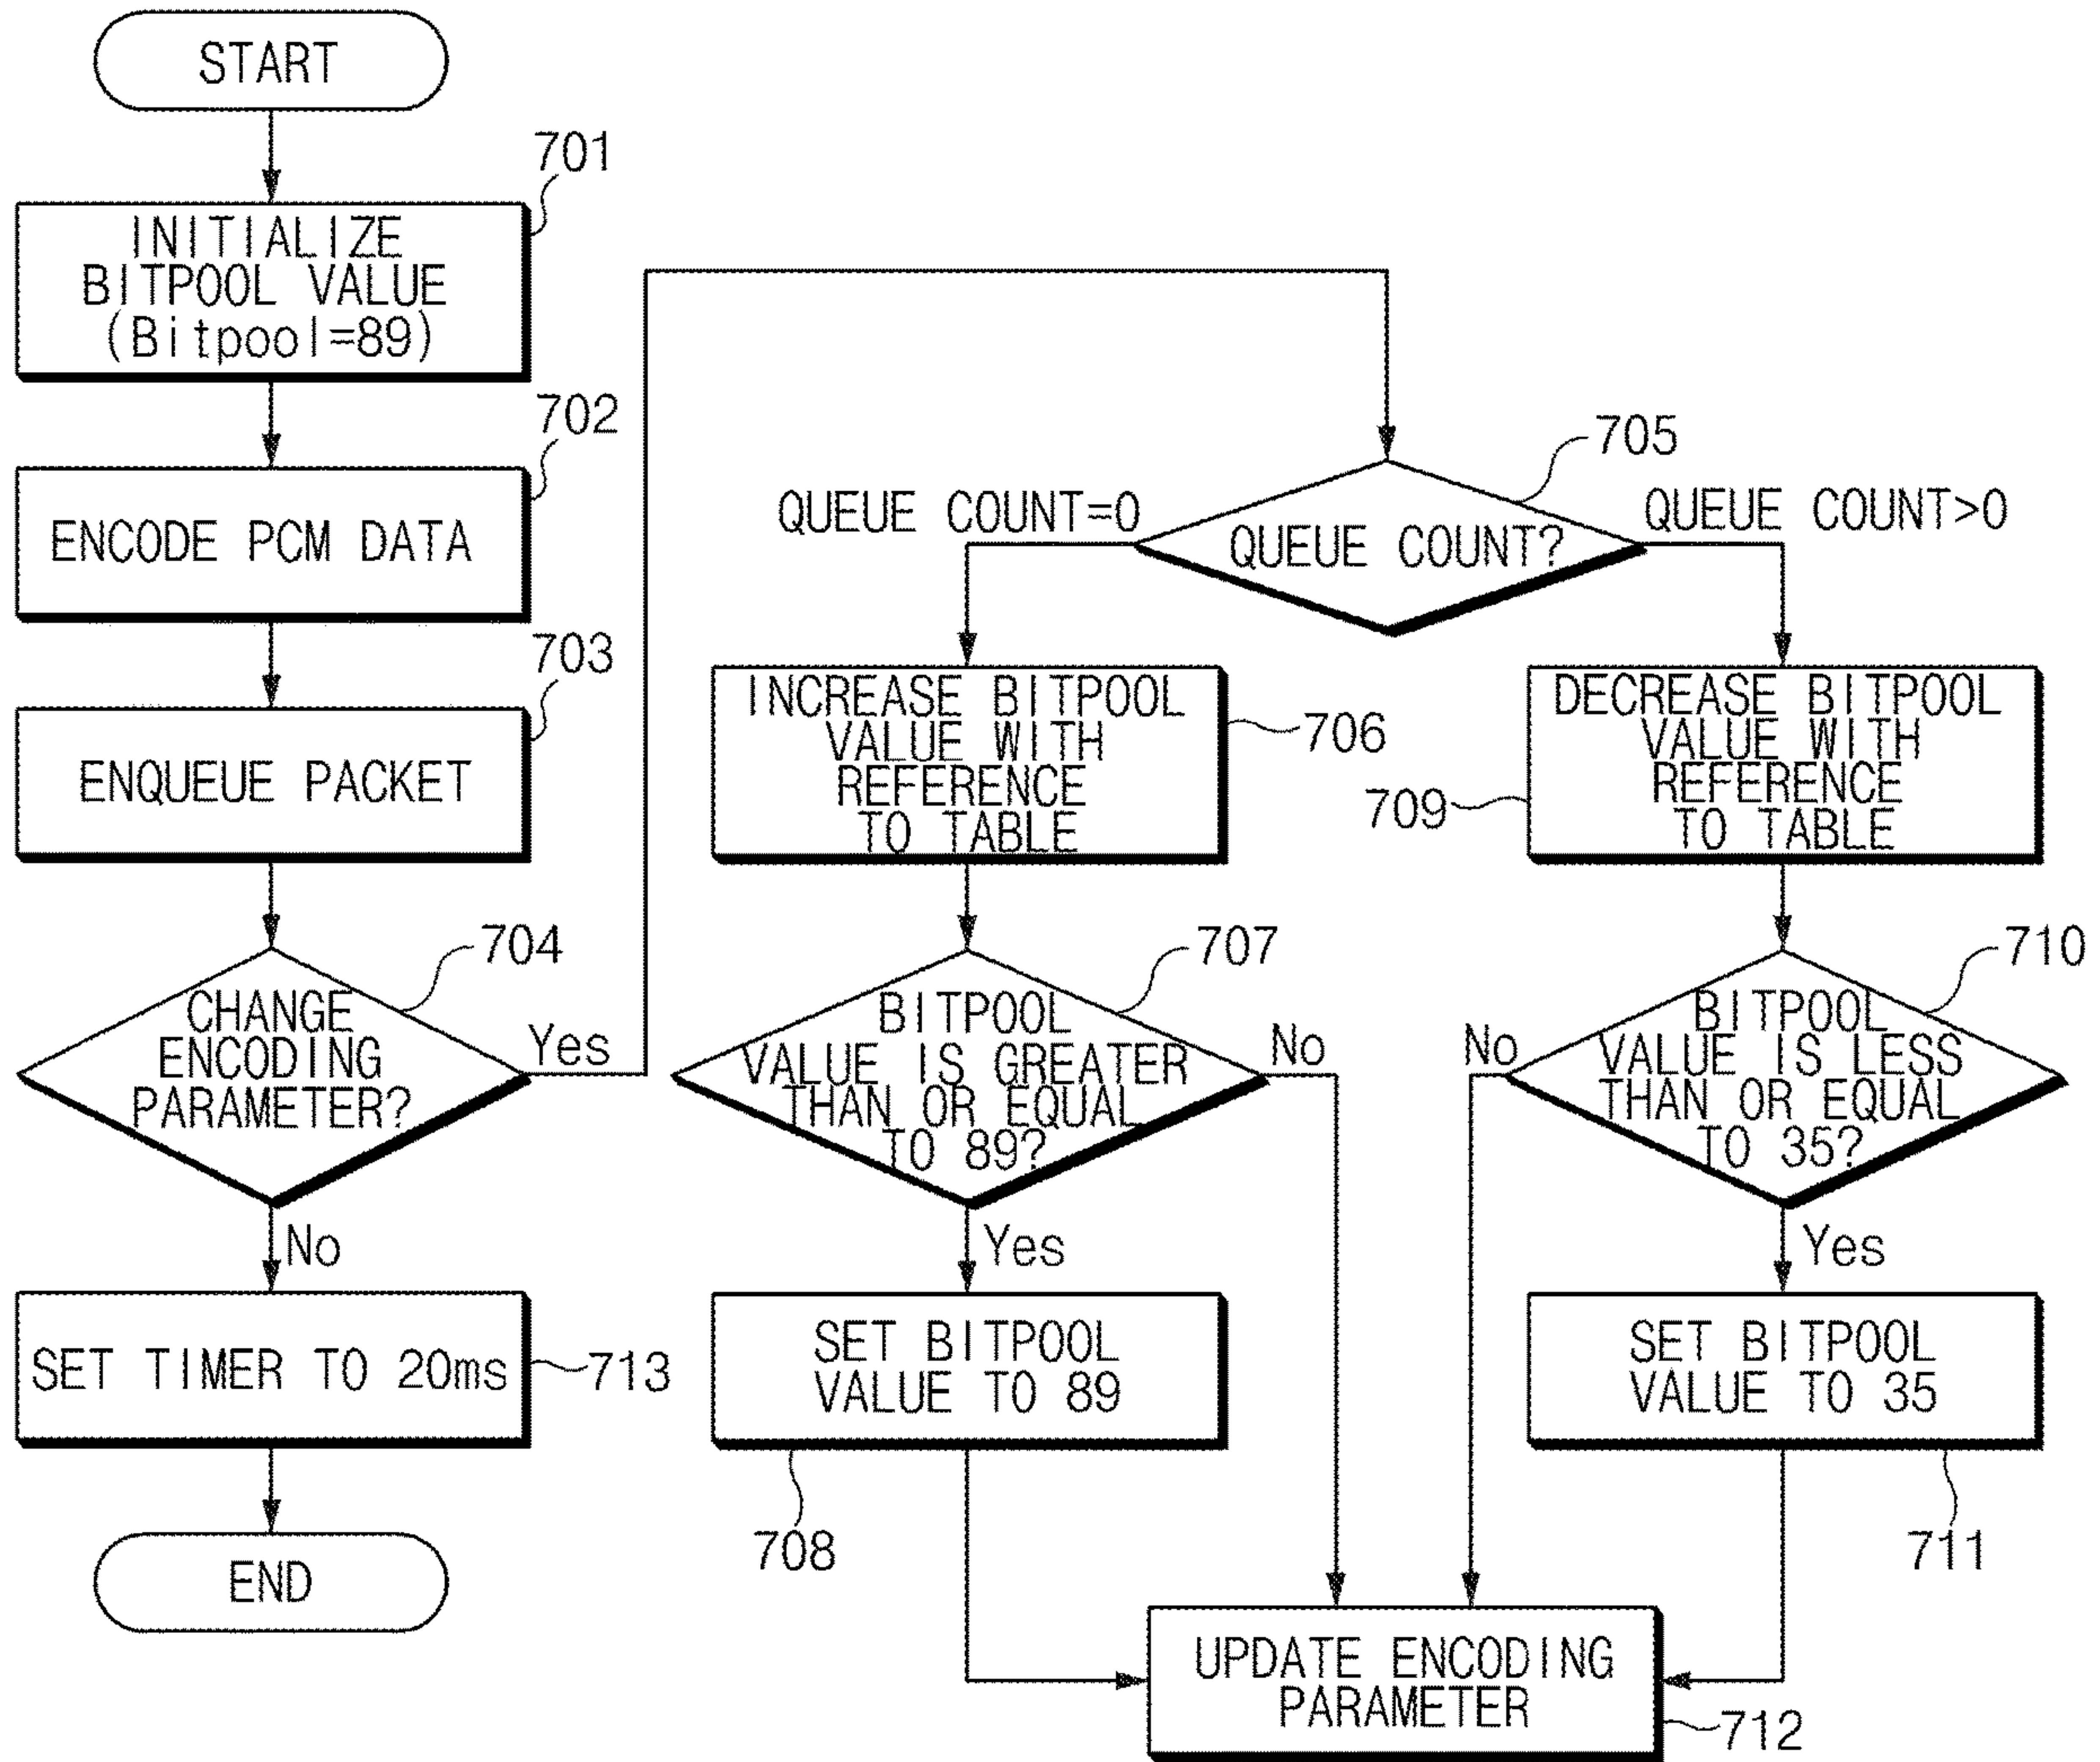 START
701
INITIALIZE
BITPOOL VALUE
(Bitpool=89)
702
ENCODE PCM DATA
703
ENQUEUE PACKET
704
CHANGE
ENCODING
PARAMETER?
Yes
No
SET TIMER TO 20ms
713
END
705
QUEUE COUNT=0
QUEUE COUNT?
QUEUE COUNT>0
INCREASE BITPOOL
VALUE WITH
REFERENCE
TO TABLE
706
707
BITPOOL
VALUE IS GREATER
THAN OR EQUAL
TO 89?
No
Yes
SET BITPOOL
VALUE TO 89
708
DECREASE BITPOOL
VALUE WITH
REFERENCE
TO TABLE
709
710
BITPOOL
VALUE IS LESS
THAN OR EQUAL
TO 35?
No
Yes
SET BITPOOL
VALUE TO 35
711
UPDATE ENCODING
PARAMETER
712